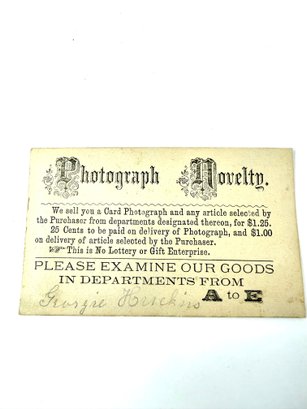 Photograph Novelty.
We sell you a Card Photagraph and any article selected by
the Purchaser from departments designated thereon, for $1.25.
25 Cents to be paid on delivery of Photograph, and $1.00
on delivery of article selected by the Purchaser.
☞ This is No Lottery or Gift Enterprise.
PLEASE EXAMINE OUR GOODS
IN DEPARTMENTS FROM
A to E